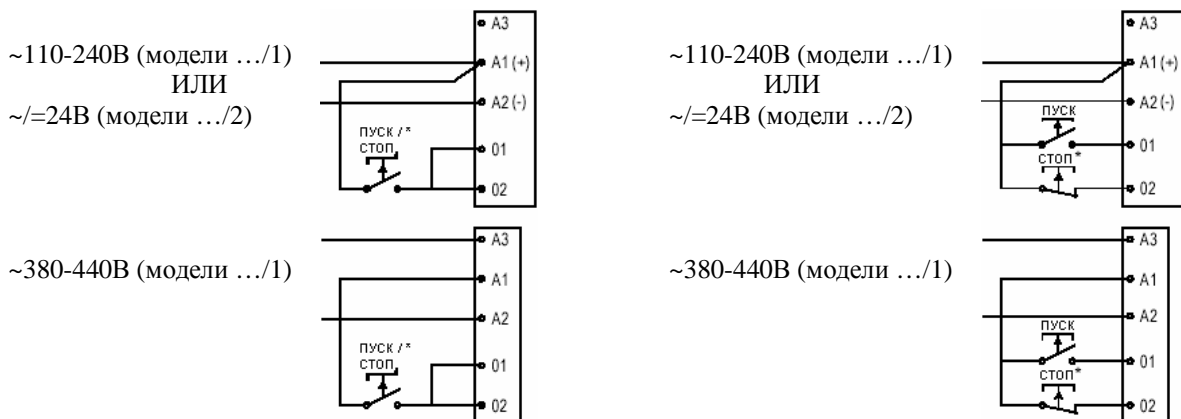 ~110-240В (модели …/1)
ИЛИ
~/=24В (модели …/2)
A3
A1 (+)
A2 (-)
ПУСК / *
СТОП
01
02
~110-240В (модели …/1)
ИЛИ
~/=24В (модели …/2)
A3
A1 (+)
A2 (-)
ПУСК
01
СТОП *
02
~380-440В (модели …/1)
A3
A1
A2
ПУСК / *
СТОП
01
02
~380-440В (модели …/1)
A3
A1
A2
ПУСК
01
СТОП *
02